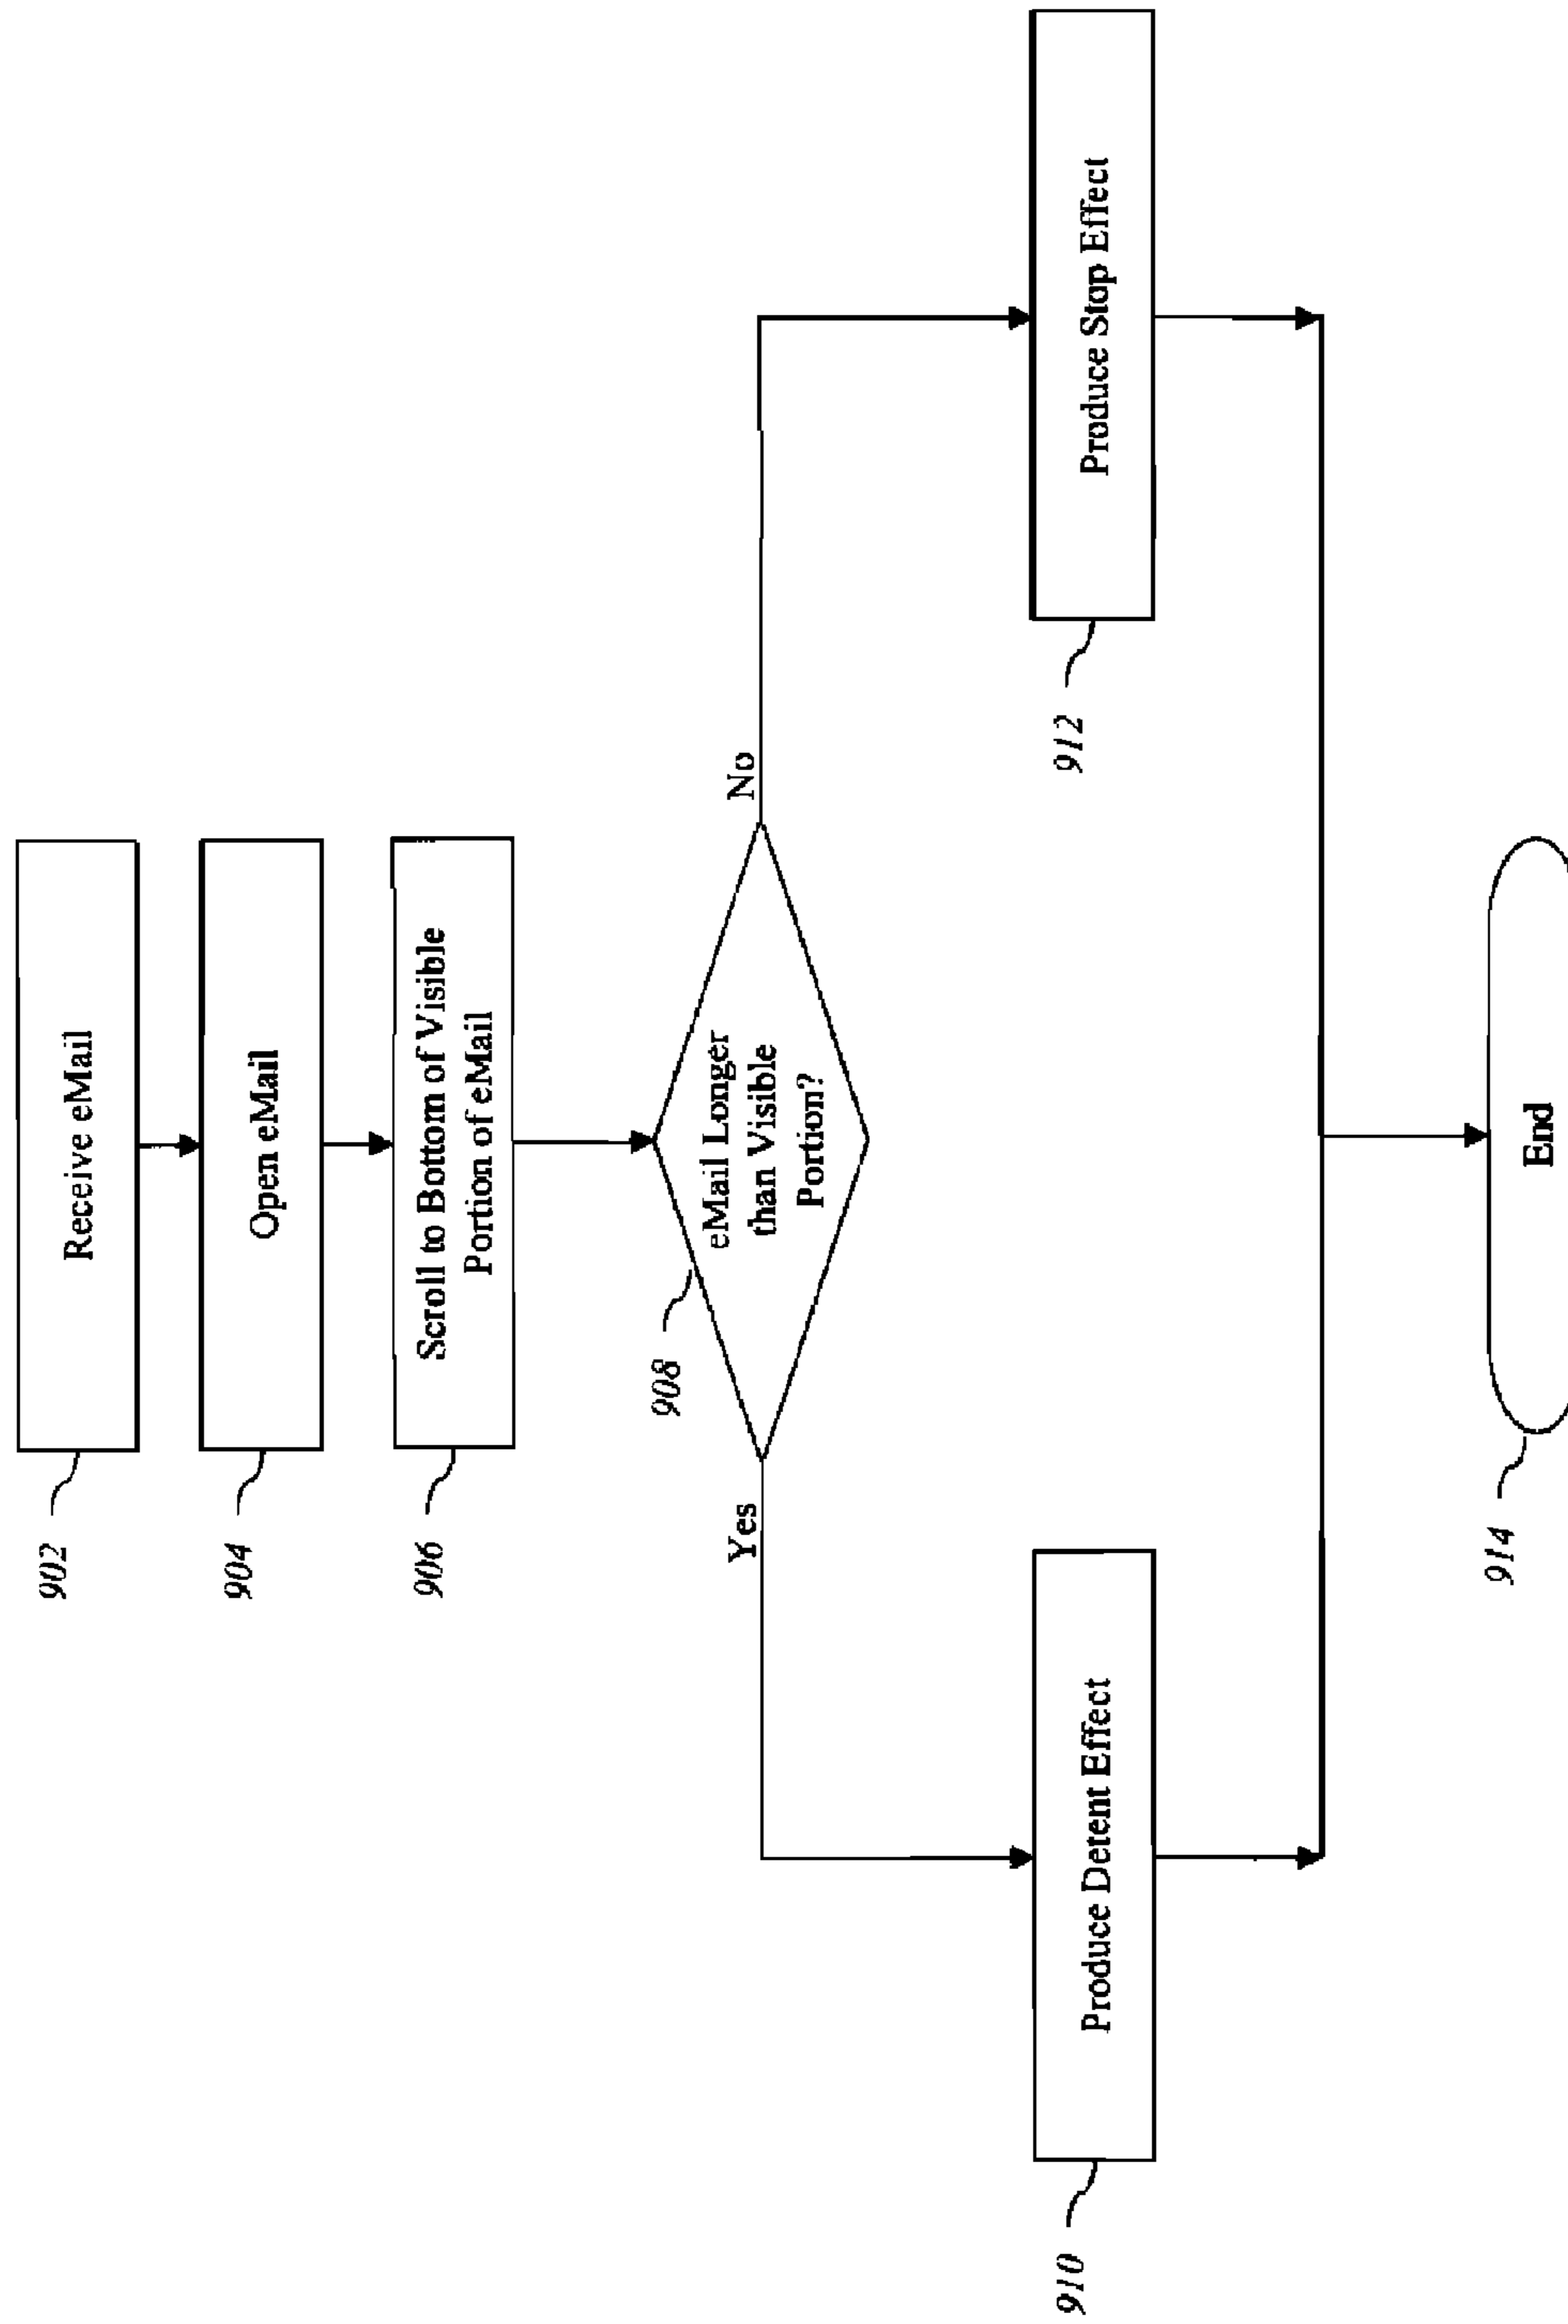 902
Receive eMail
904
Open eMail
906
Scroll to Bottom of Visible
Portion of eMail
908
eMail Longer
than Visible
Portion?
Yes
No
910
Produce Detent Effect
912
Produce Stop Effect
914
End